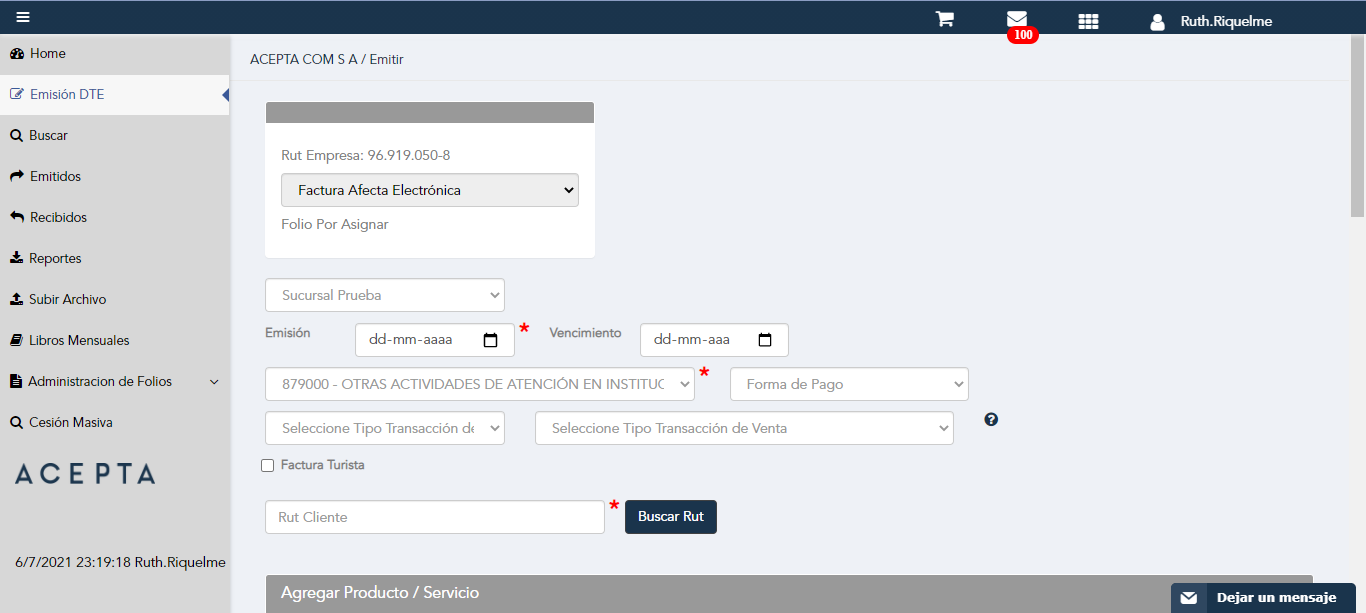 Ruth.Riquelme
100
Home
Emisión DTE
Buscar
Emitidos
Recibidos
Reportes
Subir Archivo
Libros Mensuales
Administracion de Folios
Cesión Masiva
ACEPTA
6/7/2021 23:19:18 Ruth.Riquelme
ACEPTA COM S A / Emitir
Rut Empresa: 96.919.050-8
Factura Afecta Electrónica
Folio Por Asignar
Sucursal Prueba
Emisión dd-mm-aaaa * Vencimiento dd-mm-aaa
879000 - OTRAS ACTIVIDADES DE ATENCIÓN EN INSTITUC * Forma de Pago
Seleccione Tipo Transacción de Seleccione Tipo Transacción de Venta ?
Factura Turista
Rut Cliente * Buscar Rut
Agregar Producto / Servicio
Dejar un mensaje